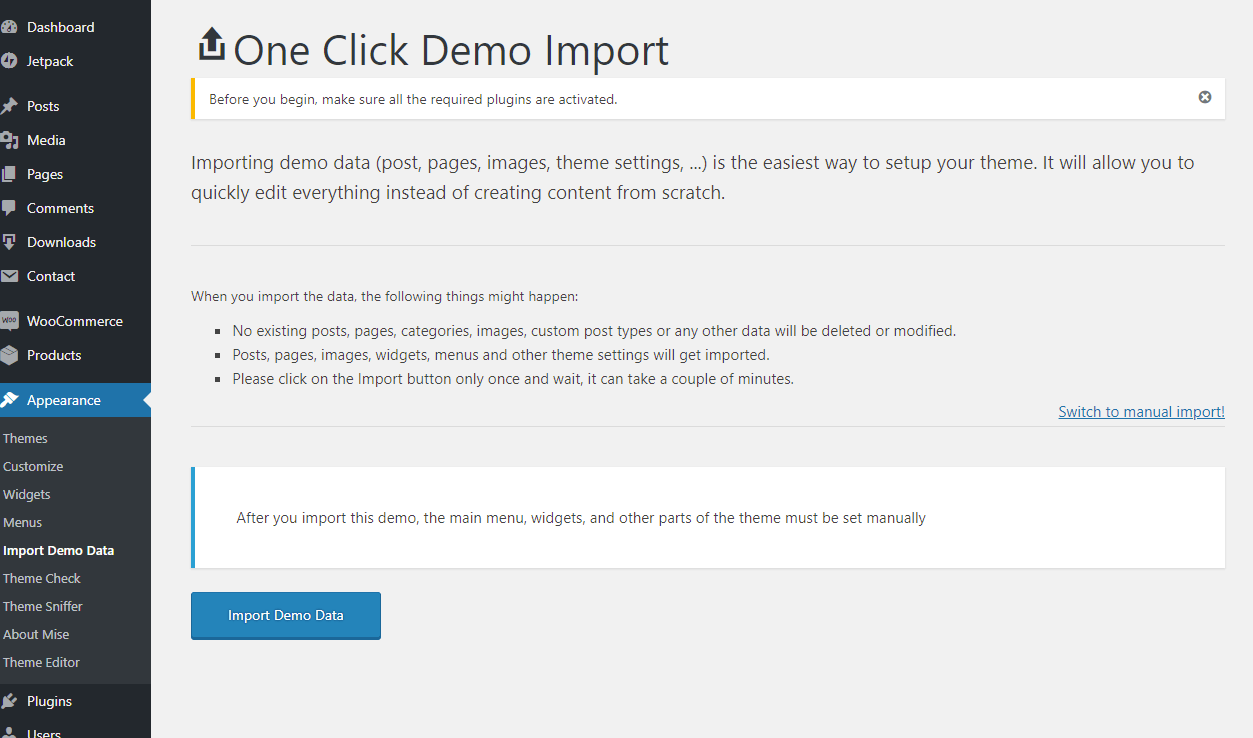 Dashboard
Jetpack
Posts
Media
Pages
Comments
Downloads
Contact
WOO WooCommerce
Products
Appearance
Themes
Customize
Widgets
Menus
Import Demo Data
Theme Check
Theme Sniffer
About Mise
Theme Editor
Plugins
Users
One Click Demo Import
Before you begin, make sure all the required plugins are activated.
Importing demo data (post, pages, images, theme settings, ...) is the easiest way to setup your theme. It will allow you to
quickly edit everything instead of creating content from scratch.
When you import the data, the following things might happen:
No existing posts, pages, categories, images, custom post types or any other data will be deleted or modified.
Posts, pages, images, widgets, menus and other theme settings will get imported.
Please click on the Import button only once and wait, it can take a couple of minutes.
Switch to manual import!
After you import this demo, the main menu, widgets, and other parts of the theme must be set manually
Import Demo Data